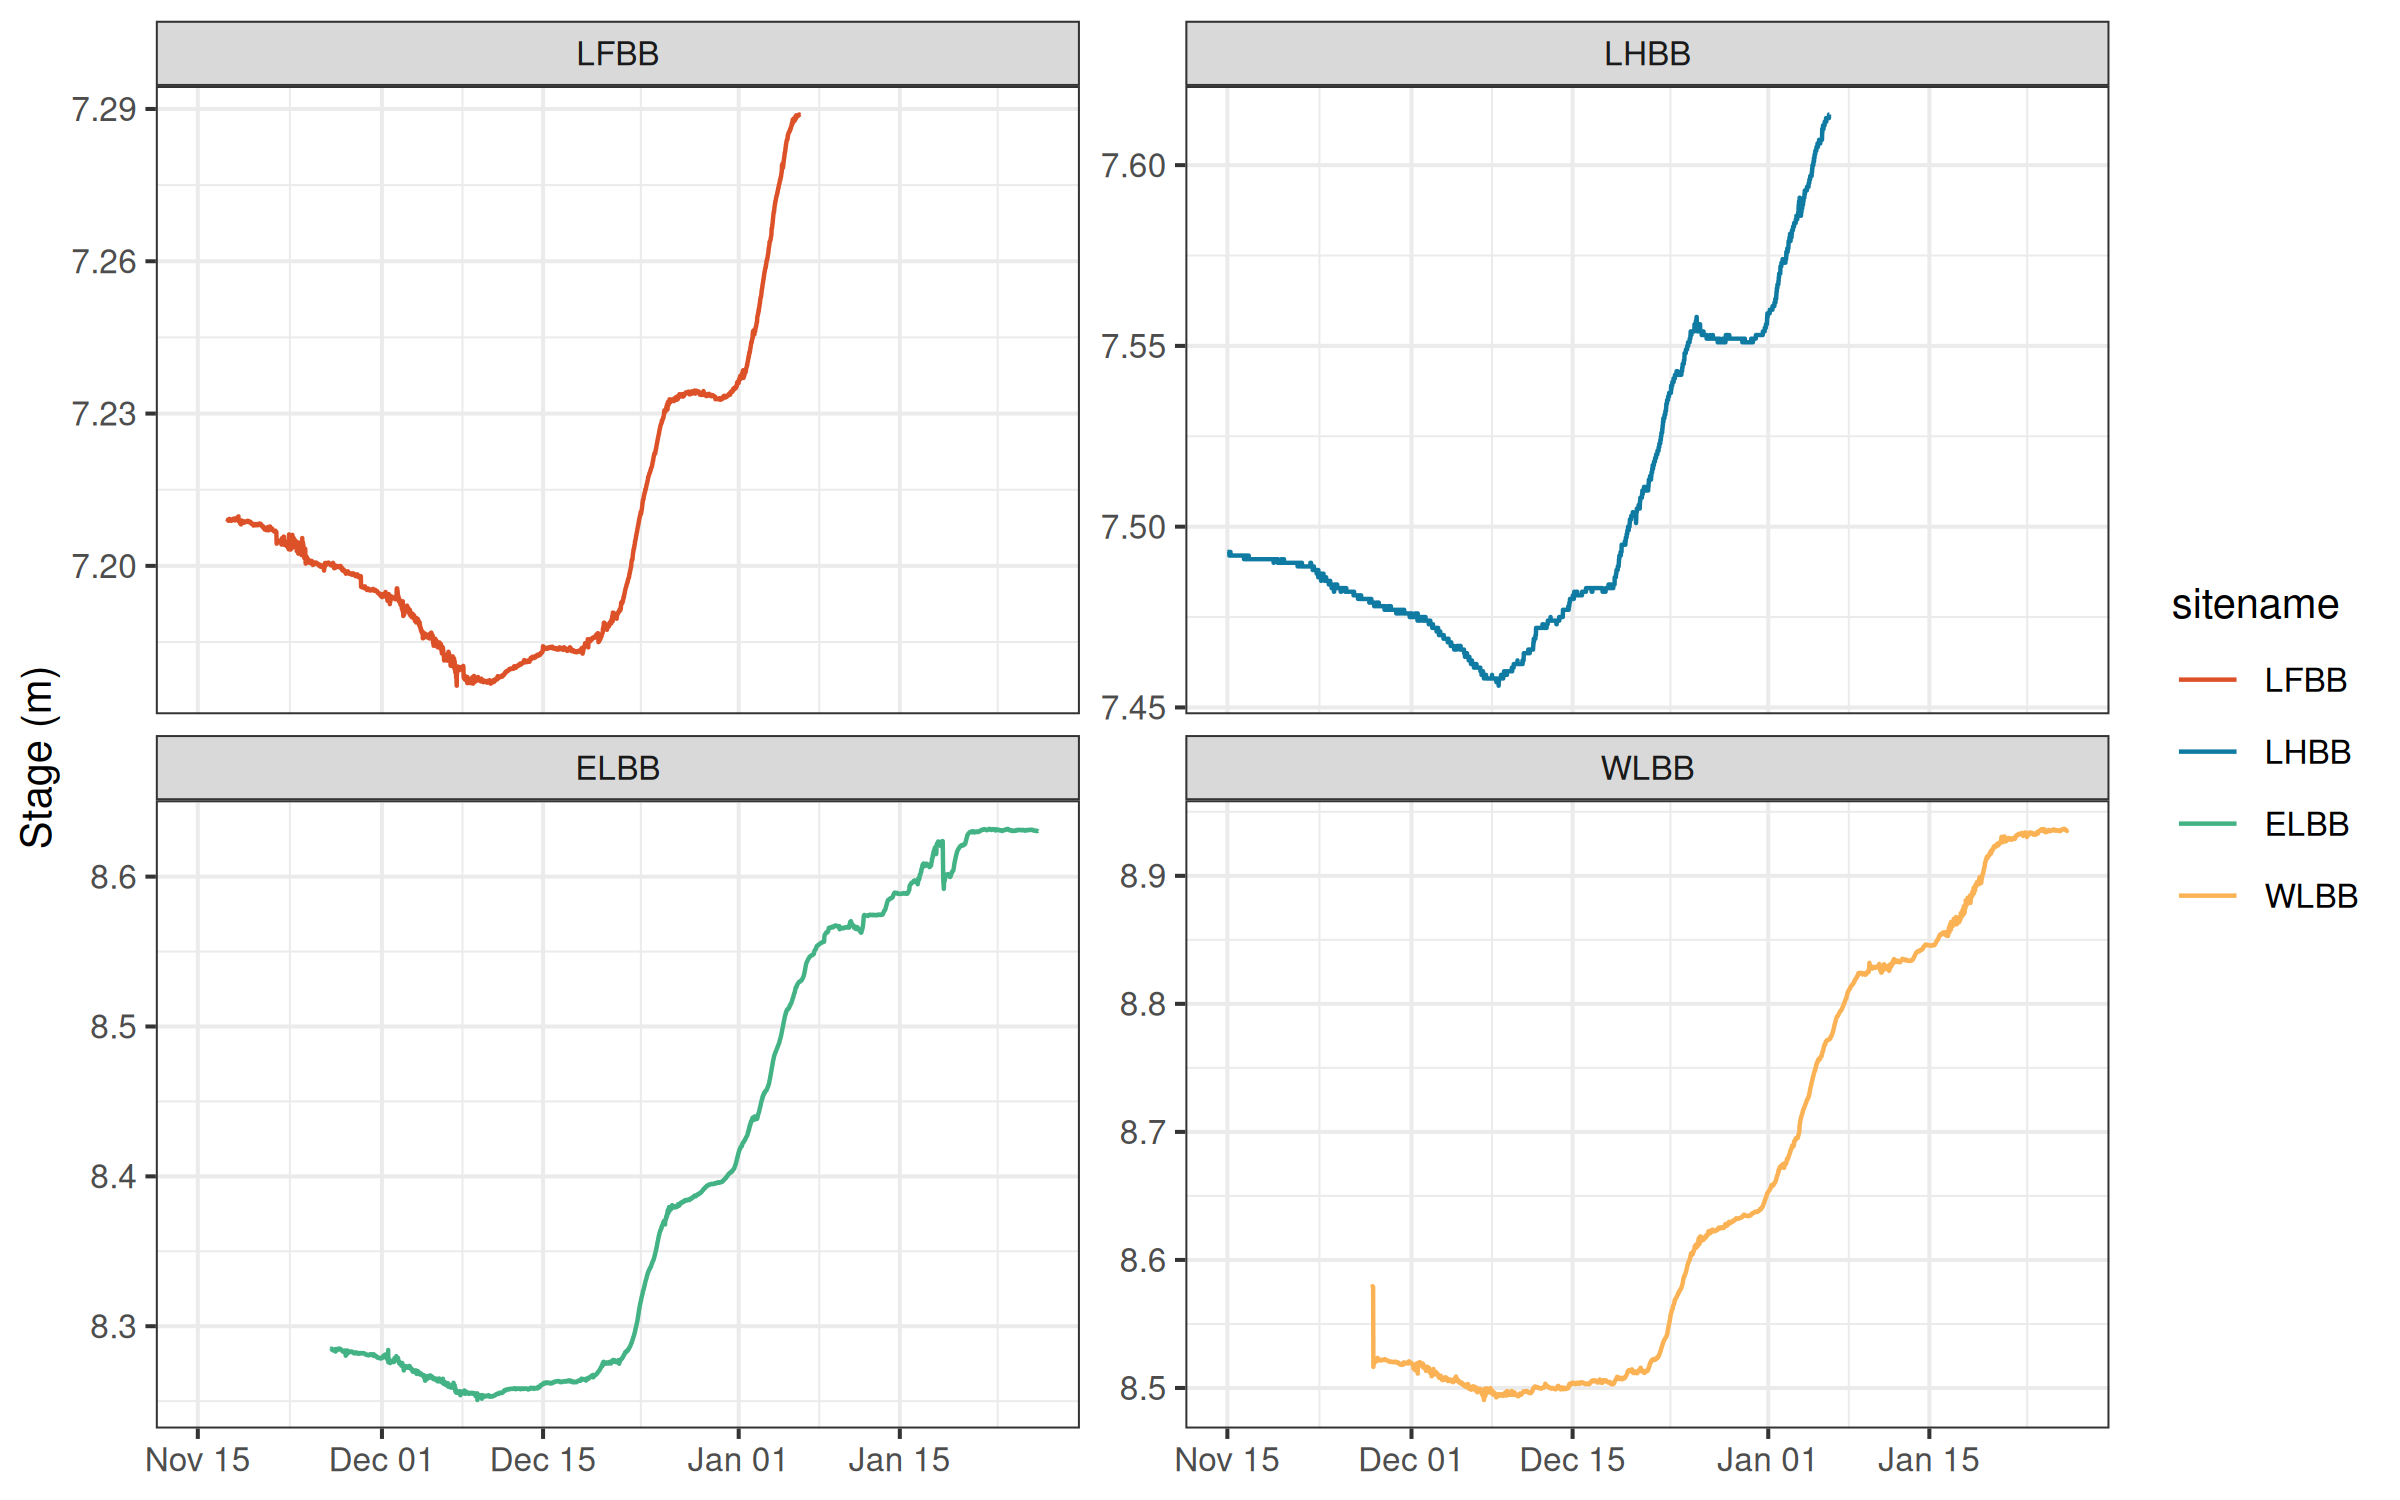 LFBB
LHBB
7.29
7.26
7.23
7.20
7.60
7.55
7.50
7.45
Stage (m)
ELBB
WLBB
8.6
8.5
8.4
8.3
8.9
8.8
8.7
8.6
8.5
Nov 15 Dec 01 Dec 15 Jan 01 Jan 15
Nov 15 Dec 01 Dec 15 Jan 01 Jan 15
sitename
LFBB
LHBB
ELBB
WLBB